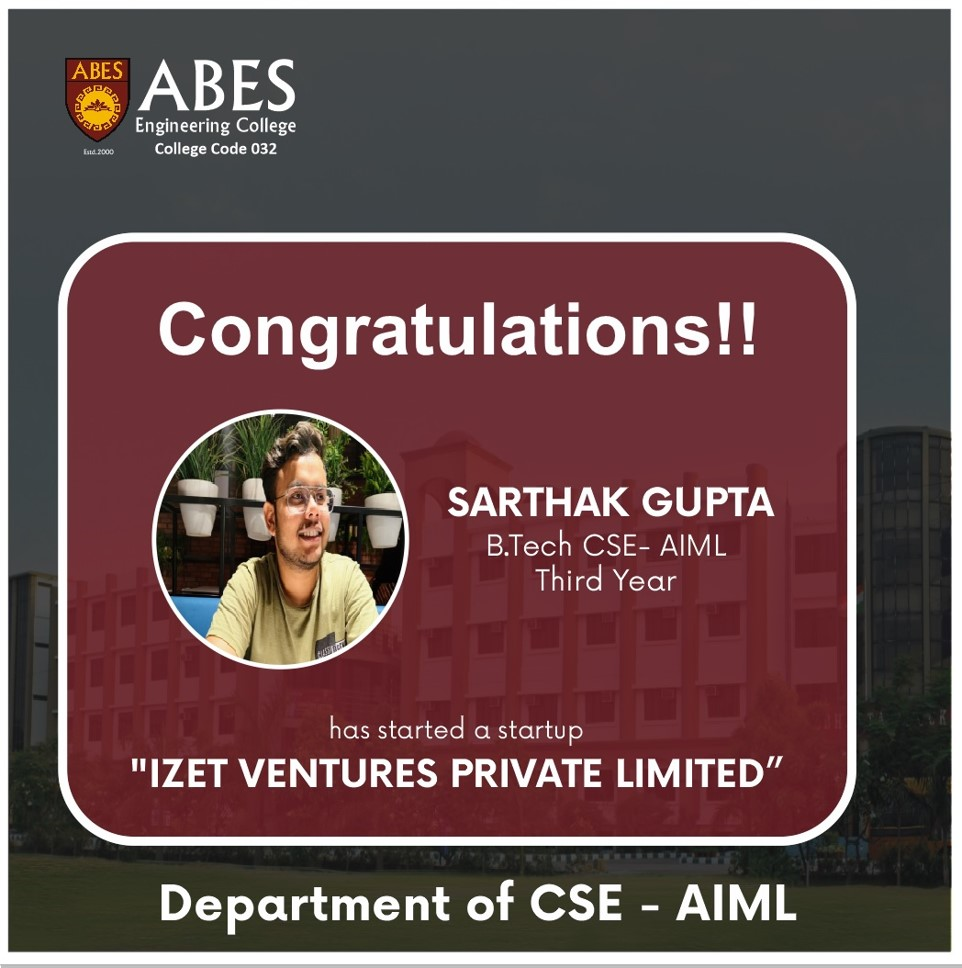 ABES
ABES
Engineering College
College Code 032
Estd.2000
Congratulations!!
SARTHAK GUPTA
B.Tech CSE- AIML
Third Year
has started a startup
"IZET VENTURES PRIVATE LIMITED”
Department of CSE - AIML